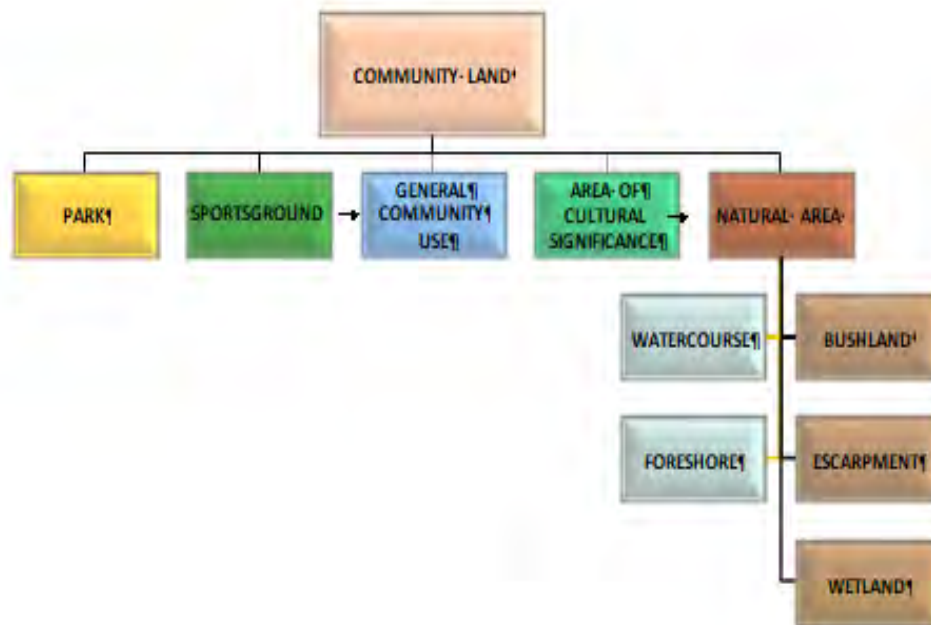 COMMUNITY· LAND¶
PARK¶
SPORTSGROUND
GENERAL¶
COMMUNITY¶
USE¶
AREA· OF¶
CULTURAL
SIGNIFICANCE¶
NATURAL· AREA·
WATERCOURSE¶
BUSHLAND¶
FORESHORE¶
ESCARPMENT¶
WETLAND¶